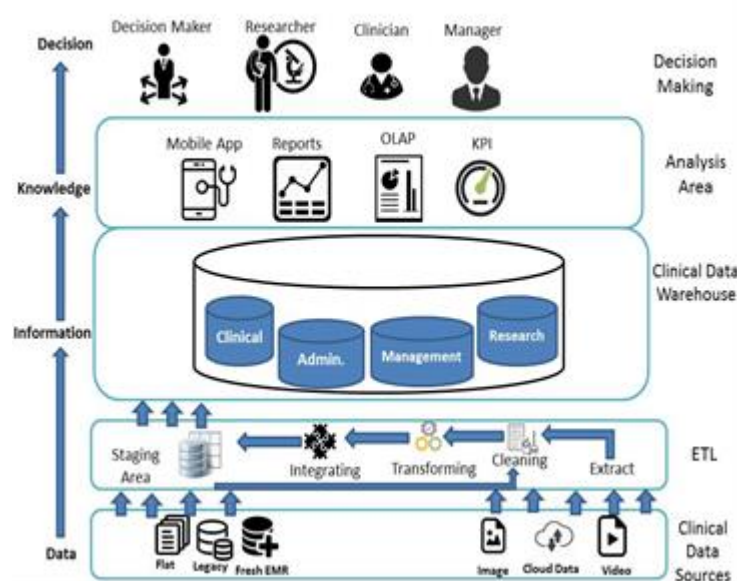 Decision
Decision Maker
Researcher
Clinician
Manager
Decision
Making
Knowledge
Mobile App
Reports
OLAP
KPI
Analysis
Area
Information
Clinical
Admin.
Management
Research
Clinical Data
Warehouse
Staging
Area
Integrating
Transforming
Cleaning
Extract
ETL
Data
Flat
Legacy
Fresh EMR
Image
Cloud Data
Video
Clinical
Data
Sources